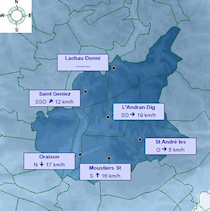 N
Lachau Dormi
--------
Saint Geniez
SSO ↗ 12 km/h
L'Andran Dig
SO → 19 km/h
St André les
O → 5 km/h
Oraison
N ↓ 17 km/h
Moustiers St
S ↑ 16 km/h